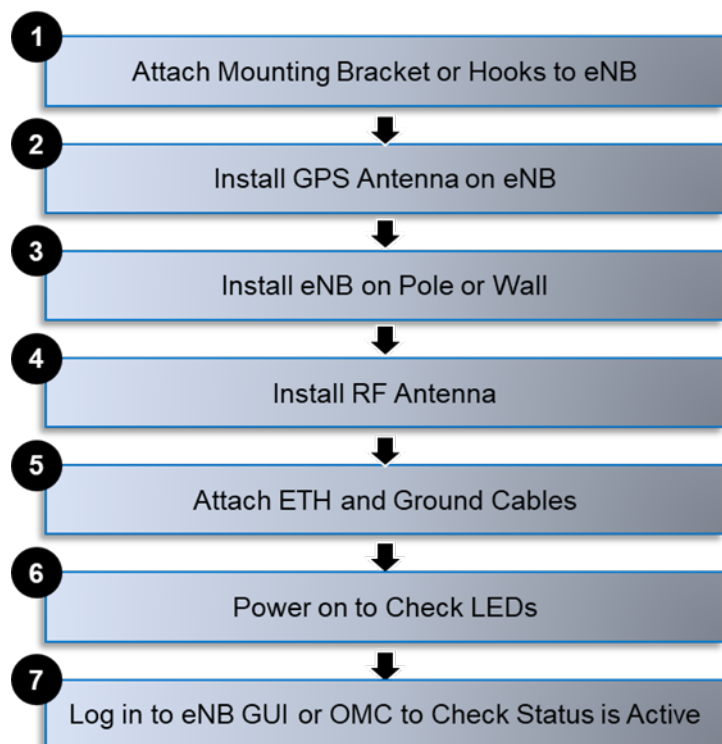 1
Attach Mounting Bracket or Hooks to eNB
2
Install GPS Antenna on eNB
3
Install eNB on Pole or Wall
4
Install RF Antenna
5
Attach ETH and Ground Cables
6
Power on to Check LEDs
7
Log in to eNB GUI or OMC to Check Status is Active